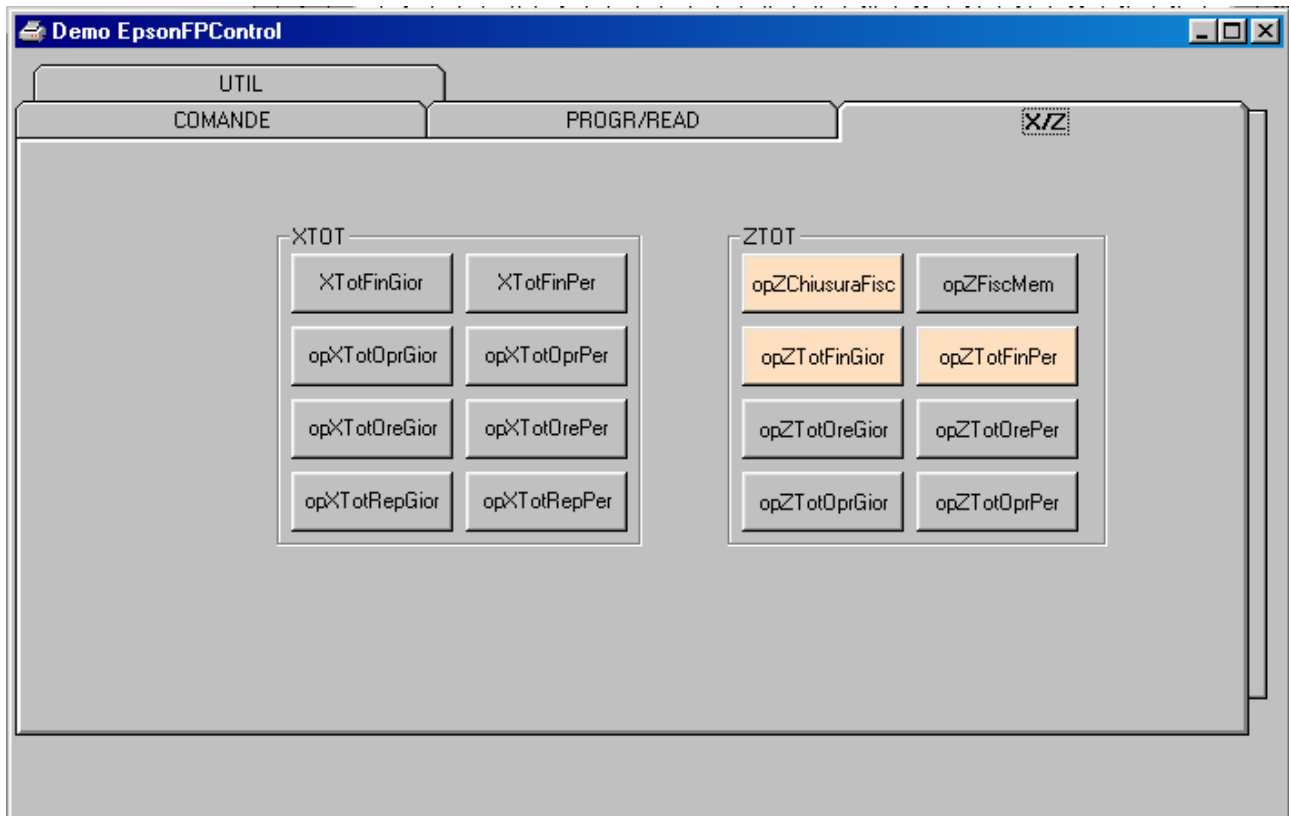 Demo EpsonFPControl
UTIL
COMANDE PROGR/READ X/Z
XTOT ZTOT
XTotFinGior XTotFinPer opZChiusuraFisc opZFiscMem
opXTotOprGior opXTotOprPer opZTotFinGior opZTotFinPer
opXTotOreGior opXTotOrePer opZTotOreGior opZTotOrePer
opXTotRepGior opXTotRepPer opZTotOprGior opZTotOprPer